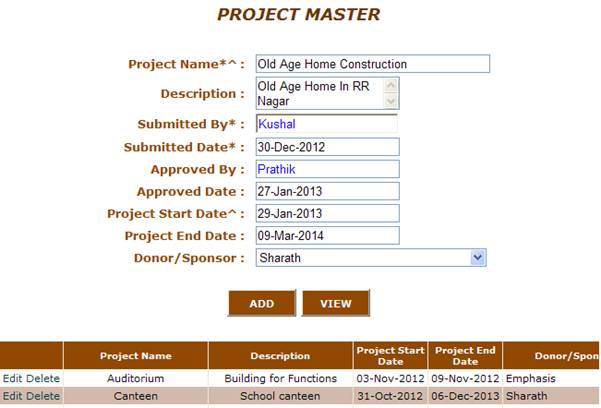 PROJECT MASTER
Project Name*^ : Old Age Home Construction
Description : Old Age Home In RR
Nagar
Submitted By* : Kushal
Submitted Date* : 30-Dec-2012
Approved By : Prathik
Approved Date : 27-Jan-2013
Project Start Date^ : 29-Jan-2013
Project End Date : 09-Mar-2014
Donor/Sponsor : Sharath
ADD VIEW
Project Name Description Project Start Date Project End Date Donor/Spon
Edit Delete Auditorium Building for Functions 03-Nov-2012 09-Nov-2012 Emphasis
Edit Delete Canteen School canteen 31-Oct-2012 06-Dec-2013 Sharath